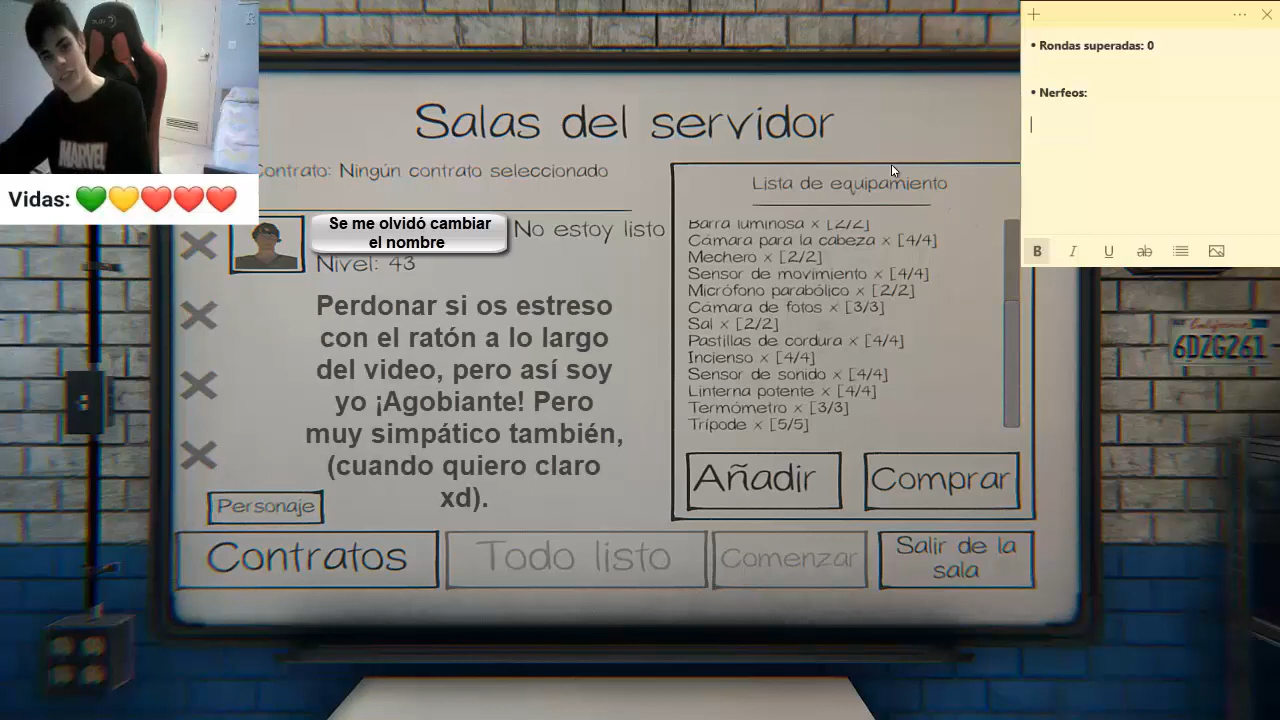 MARVEL
Vidas:
• Rondas superadas: 0
• Nerfeos:
B I U ab
Salas del servidor
Contrato: Ningún contrato seleccionado
Se me olvidó cambiar
el nombre
No estoy listo
Nivel: 43
Perdonar si os estreso
con el ratón a lo largo
del video, pero así soy
yo ¡Agobiante! Pero
muy simpático también,
(cuando quiero claro
xd).
Lista de equipamiento
Barra luminosa x [2/2]
Cámara para la cabeza x [4/4]
Mechero x [2/2]
Sensor de movimiento x [4/4]
Micrófono parabólico x [2/2]
Cámara de fotos x [3/3]
Sal x [2/2]
Pastillas de cordura x [4/4]
Incienso x [4/4]
Sensor de sonido x [4/4]
Linterna potente x [4/4]
Termómetro x [3/3]
Trípode x [5/5]
Añadir
Comprar
Personaje
Contratos
Todo listo
Comenzar
Salir de la
sala
California
6DZG261